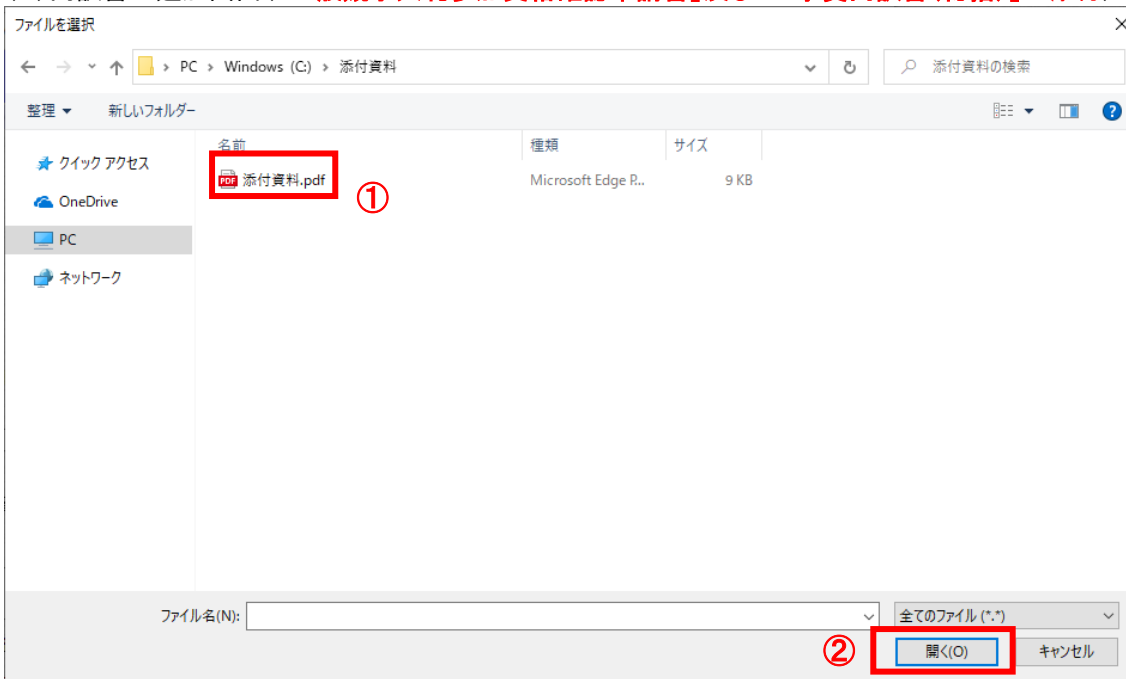 ファイルを選択
PC › Windows (C:) › 添付資料
添付資料の検索
整理 新しいフォルダー
名前 種類 サイズ
クイック アクセス
添付資料.pdf Microsoft Edge P... 9 KB
①
OneDrive
PC
ネットワーク
ファイル名(N):
全てのファイル (*.*)
②
開く(O) キャンセル